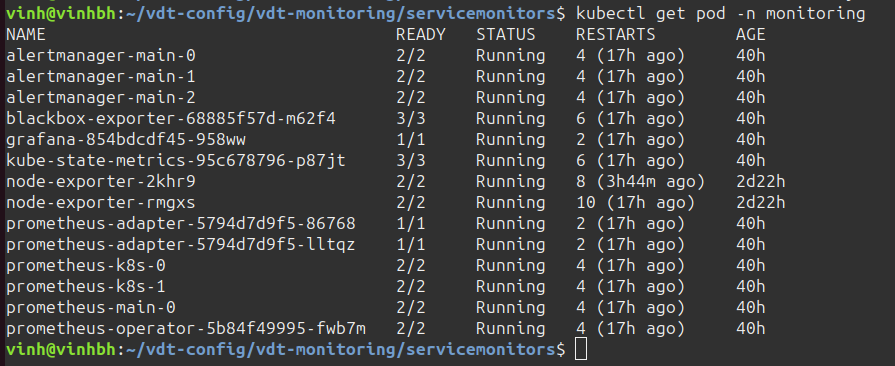 vinh@vinhbh:~/vdt-config/vdt-monitoring/servicemonitors$ kubectl get pod -n monitoring
NAME READY STATUS RESTARTS AGE
alertmanager-main-0 2/2 Running 4 (17h ago) 40h
alertmanager-main-1 2/2 Running 4 (17h ago) 40h
alertmanager-main-2 2/2 Running 4 (17h ago) 40h
blackbox-exporter-68885f57d-m62f4 3/3 Running 6 (17h ago) 40h
grafana-854bdcdf45-958ww 1/1 Running 2 (17h ago) 40h
kube-state-metrics-95c678796-p87jt 3/3 Running 6 (17h ago) 40h
node-exporter-2khr9 2/2 Running 8 (3h44m ago) 2d22h
node-exporter-rmgxs 2/2 Running 10 (17h ago) 2d22h
prometheus-adapter-5794d7d9f5-86768 1/1 Running 2 (17h ago) 40h
prometheus-adapter-5794d7d9f5-lltqz 1/1 Running 2 (17h ago) 40h
prometheus-k8s-0 2/2 Running 4 (17h ago) 40h
prometheus-k8s-1 2/2 Running 4 (17h ago) 40h
prometheus-main-0 2/2 Running 4 (17h ago) 40h
prometheus-operator-5b84f49995-fwb7m 2/2 Running 4 (17h ago) 40h
vinh@vinhbh:~/vdt-config/vdt-monitoring/servicemonitors$